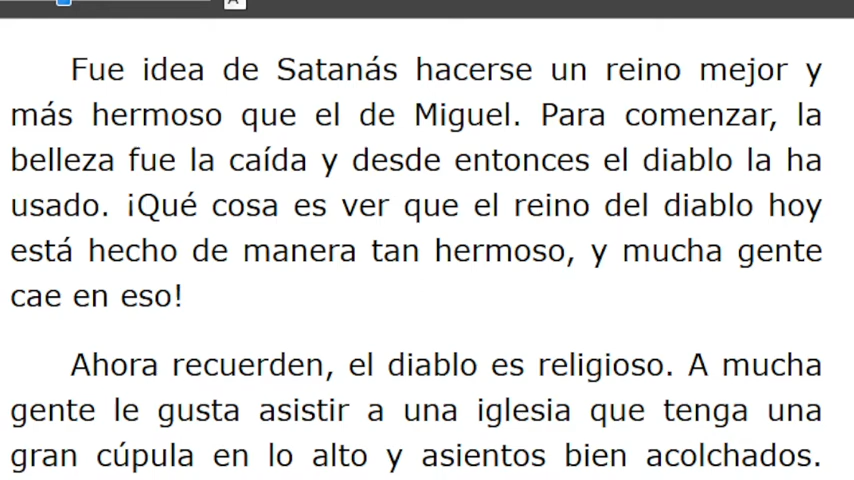 Fue idea de Satanás hacerse un reino mejor y
más hermoso que el de Miguel. Para comenzar, la
belleza fue la caída y desde entonces el diablo la ha
usado. ¡Qué cosa es ver que el reino del diablo hoy
está hecho de manera tan hermoso, y mucha gente
cae en eso!
Ahora recuerden, el diablo es religioso. A mucha
gente le gusta asistir a una iglesia que tenga una
gran cúpula en lo alto y asientos bien acolchados.